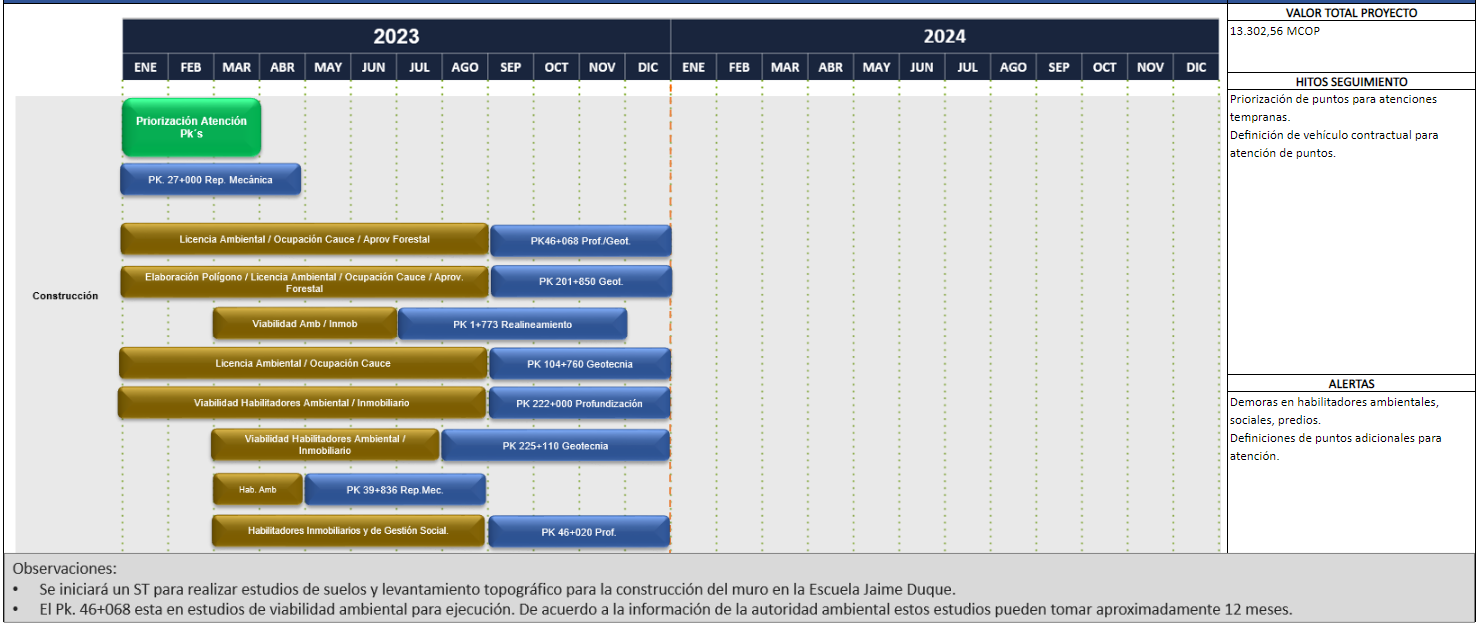 2023
2024
ENE FEB MAR ABR MAY JUN JUL AGO SEP OCT NOV DIC ENE FEB MAR ABR MAY JUN JUL AGO SEP OCT NOV DIC
Construcción
Priorización Atención
Pk´s
PK. 27+000 Rep. Mecánica
Licencia Ambiental / Ocupación Cauce / Aprov Forestal
PK46+068 Prof./Geot.
Elaboración Polígono / Licencia Ambiental / Ocupación Cauce / Aprov.
Forestal
PK 201+850 Geot.
Viabilidad Amb / Inmob
PK 1+773 Realineamiento
Licencia Ambiental / Ocupación Cauce
PK 104+760 Geotecnia
Viabilidad Habilitadores Ambiental / Inmobiliario
PK 222+000 Profundización
Viabilidad Habilitadores Ambiental /
Inmobiliario
PK 225+110 Geotecnia
Hab. Amb
PK 39+836 Rep.Mec.
Habilitadores Inmobiliarios y de Gestión Social.
PK 46+020 Prof.
VALOR TOTAL PROYECTO
13.302,56 MCOP
HITOS SEGUIMIENTO
Priorización de puntos para atenciones
tempranas.
Definición de vehículo contractual para
atención de puntos.
ALERTAS
Demoras en habilitadores ambientales,
sociales, predios.
Definiciones de puntos adicionales para
atención.
Observaciones:
• Se iniciará un ST para realizar estudios de suelos y levantamiento topográfico para la construcción del muro en la Escuela Jaime Duque.
• El Pk. 46+068 esta en estudios de viabilidad ambiental para ejecución. De acuerdo a la información de la autoridad ambiental estos estudios pueden tomar aproximadamente 12 meses.